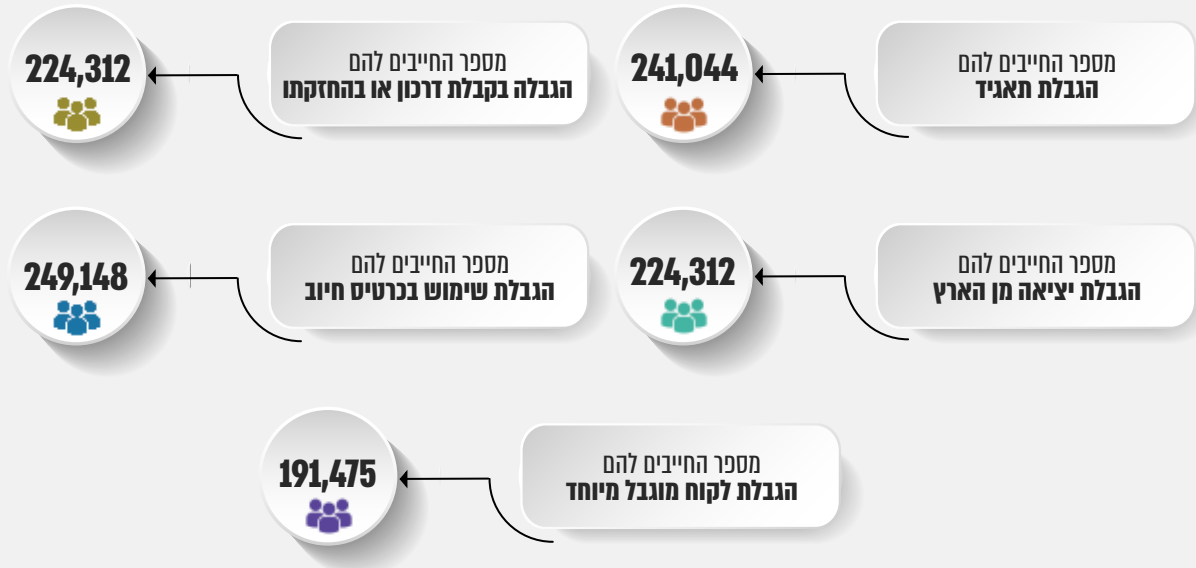 מספר החייבים להם
הגבלת תאגיד
241,044
מספר החייבים להם
הגבלה בקבלת דרכון או בהחזקתו
224,312
מספר החייבים להם
הגבלת יציאה מן הארץ
224,312
מספר החייבים להם
הגבלת שימוש בכרטיס חיוב
249,148
מספר החייבים להם
הגבלת לקוח מוגבל מיוחד
191,475